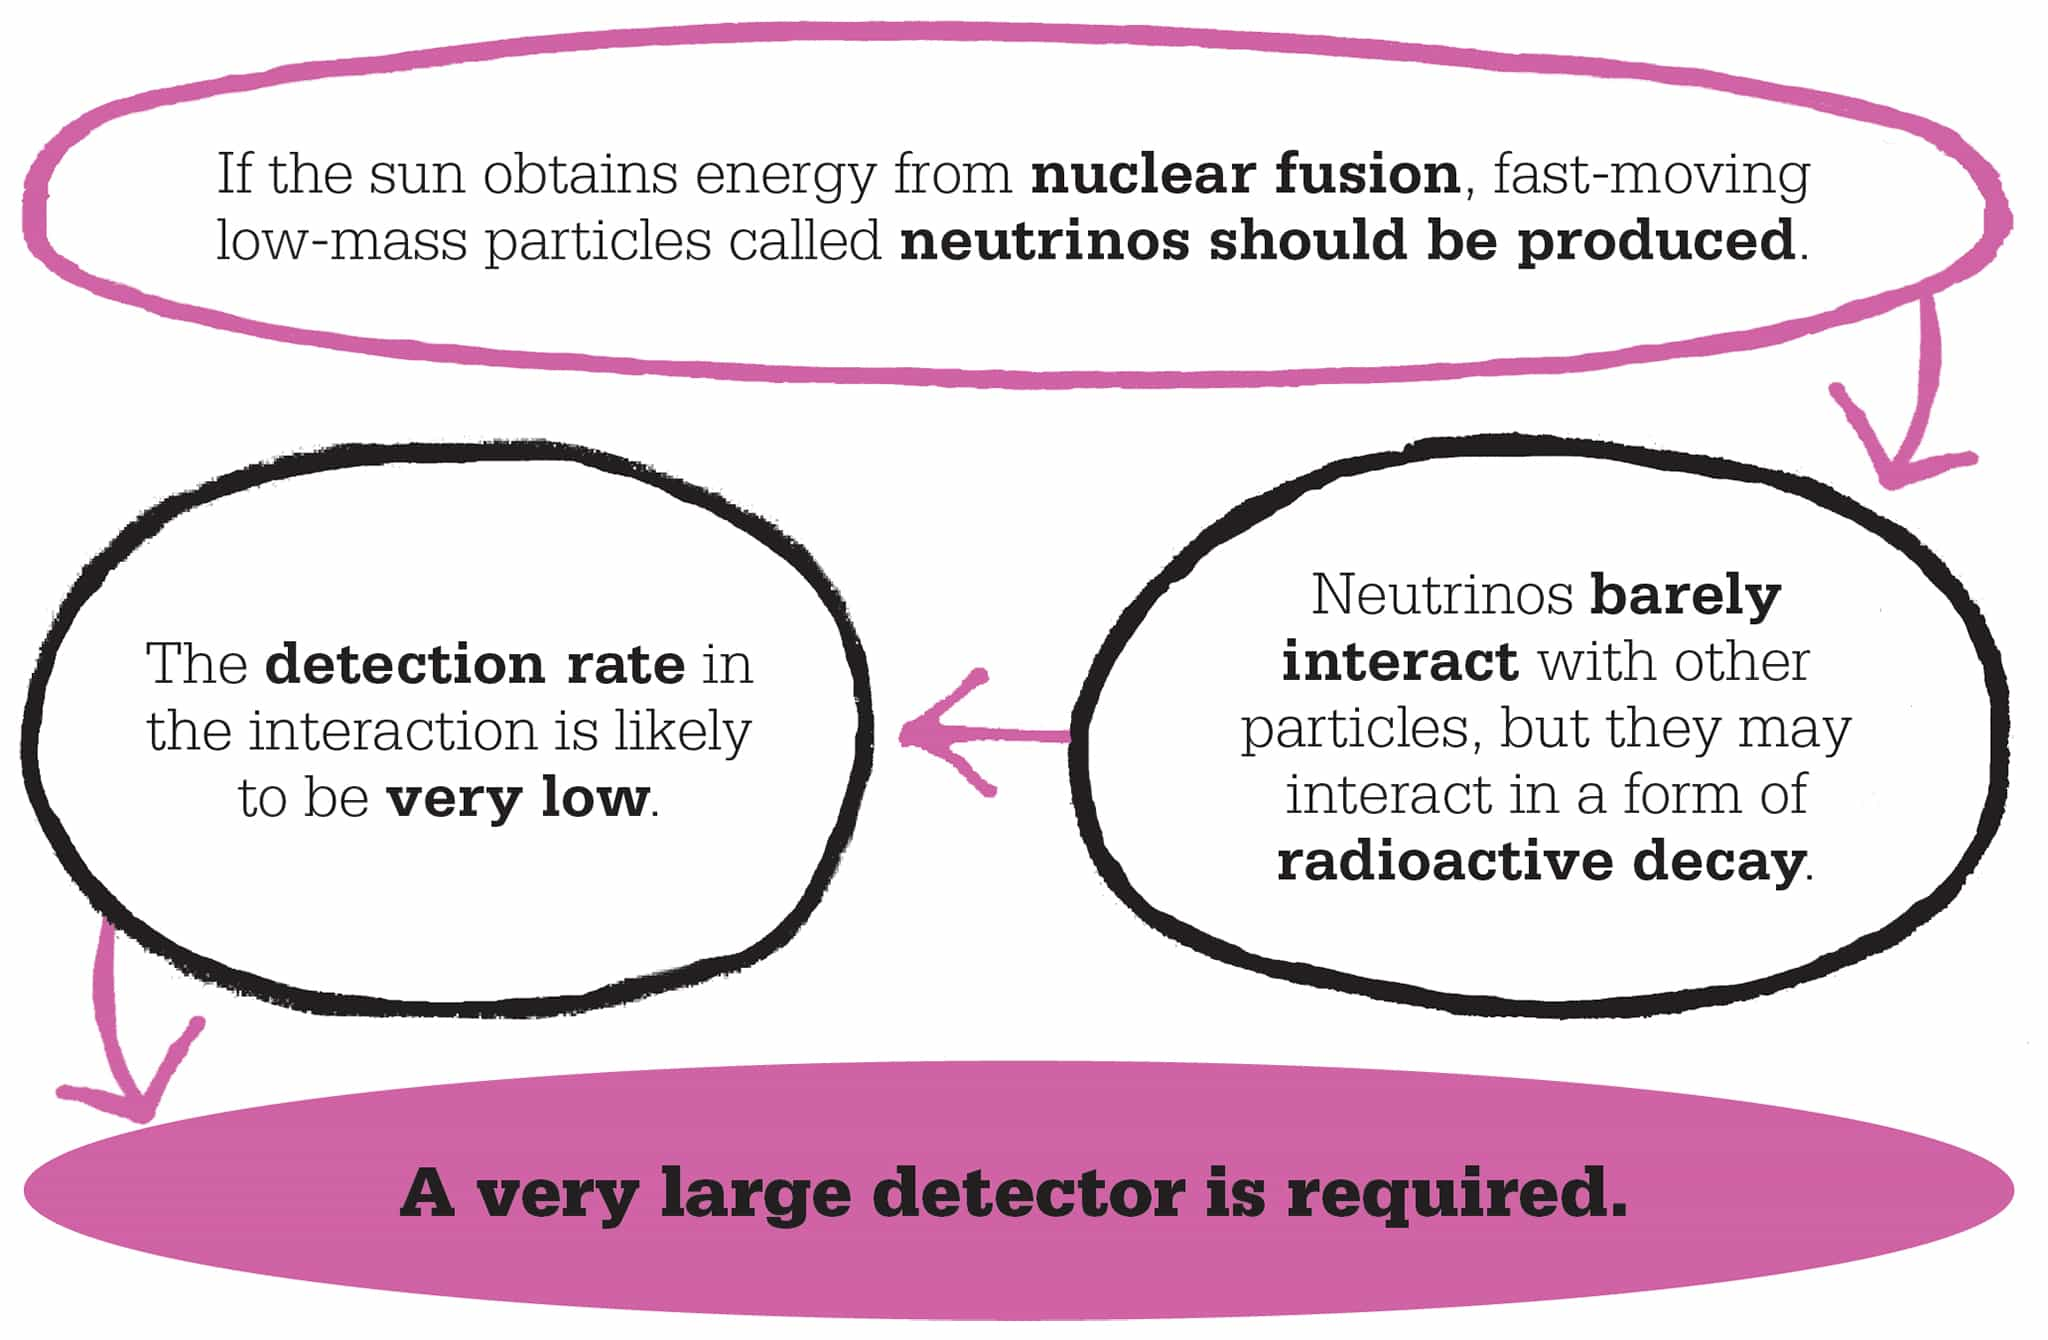 If the sun obtains energy from nuclear fusion, fast-moving
low-mass particles called neutrinos should be produced.
Neutrinos barely
interact with other
particles, but they may
interact in a form of
radioactive decay.
The detection rate in
the interaction is likely
to be very low.
A very large detector is required.